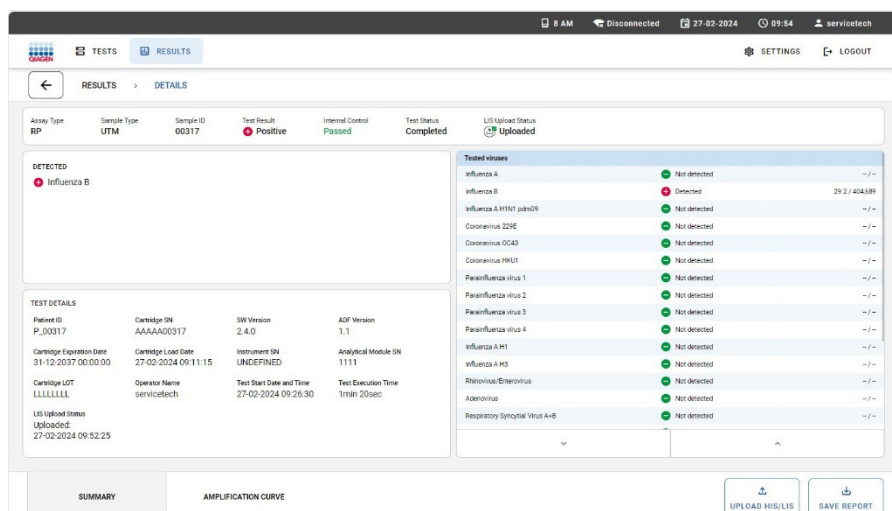 8 AM Disconnected 27-02-2024 09:54 servicetech
QIAGEN TESTS RESULTS SETTINGS LOGOUT
RESULTS > DETAILS
Assay Type Sample Type Sample ID Test Result Internal Control Test Status LIS Upload Status
RP UTM 00317 Positive Passed Completed Uploaded
DETECTED
Influenza B
TEST DETAILS
Patient ID Cartridge SN SW Version ADF Version
P_00317 AAAAA00317 2.4.0 1.1
Cartridge Expiration Date Cartridge Load Date Instrument SN Analytical Module SN
31-12-2037 00:00:00 27-02-2024 09:11:15 UNDEFINED 1111
Cartridge LOT Operator Name Test Start Date and Time Test Execution Time
LLLLLLLL servicetech 27-02-2024 09:26:30 1min 20sec
LIS Upload Status
Uploaded:
27-02-2024 09:52:25
Tested viruses
Influenza A Not detected --/--
Influenza B Detected 29.2 / 404,689
Influenza A H1N1 pdm09 Not detected --/--
Coronavirus 229E Not detected --/--
Coronavirus OC43 Not detected --/--
Coronavirus HKU1 Not detected --/--
Parainfluenza virus 1 Not detected --/--
Parainfluenza virus 2 Not detected --/--
Parainfluenza virus 3 Not detected --/--
Parainfluenza virus 4 Not detected --/--
Influenza A H1 Not detected --/--
Influenza A H3 Not detected --/--
Rhinovirus/Enterovirus Not detected --/--
Adenovirus Not detected --/--
Respiratory Syncytial Virus A+B Not detected --/--
SUMMARY AMPLIFICATION CURVE UPLOAD HIS/LIS SAVE REPORT